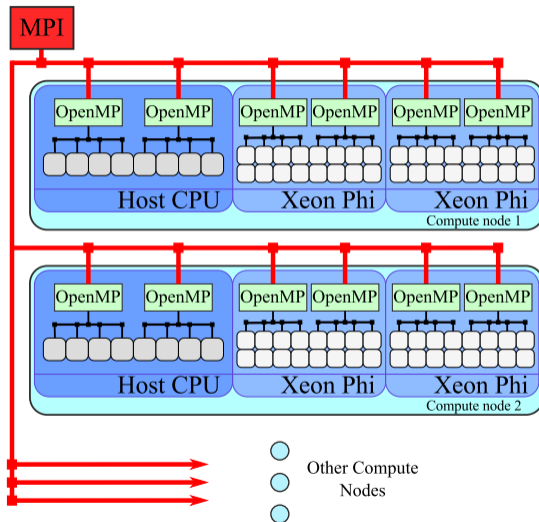 MPI
OpenMP OpenMP OpenMP OpenMP OpenMP OpenMP
Host CPU Xeon Phi Xeon Phi
Compute node 1
OpenMP OpenMP OpenMP OpenMP OpenMP OpenMP
Host CPU Xeon Phi Xeon Phi
Compute node 2
Other Compute
Nodes